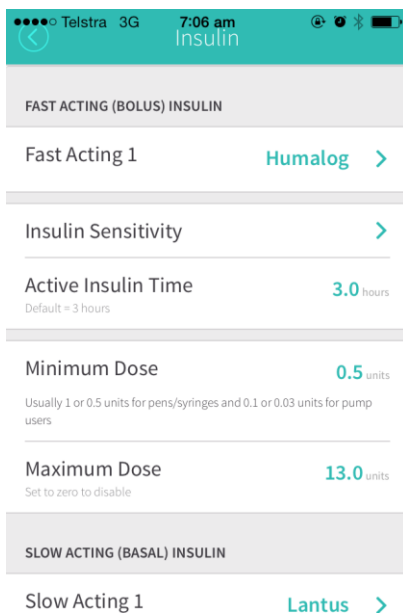 Telstra 3G 7:06 am
Insulin
FAST ACTING (BOLUS) INSULIN
Fast Acting 1 Humalog
Insulin Sensitivity
Active Insulin Time 3.0 hours
Default = 3 hours
Minimum Dose 0.5 units
Usually 1 or 0.5 units for pens/syringes and 0.1 or 0.03 units for pump
users
Maximum Dose 13.0 units
Set to zero to disable
SLOW ACTING (BASAL) INSULIN
Slow Acting 1 Lantus